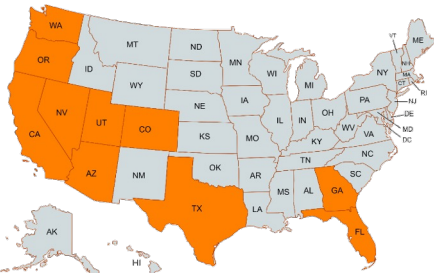 WA
MT
ND
MN
VT
ME
OR
ID
SD
WI
MI
NY
NH
MA
CT
RI
WY
NE
IA
PA
NJ
NV
UT
CO
KS
MO
IL
IN
OH
WV
VA
DE
MD
DC
CA
AZ
NM
OK
AR
KY
TN
NC
SC
TX
LA
MS
AL
GA
FL
AK
HI